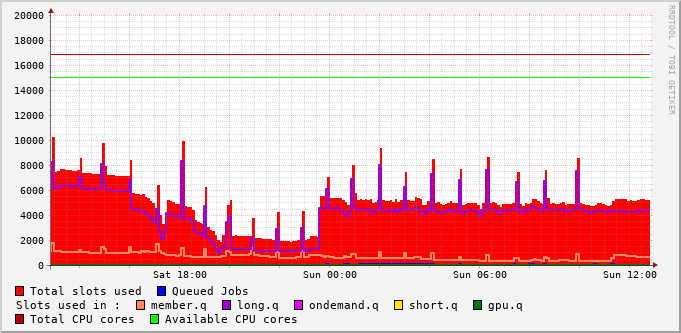 20000
18000
16000
14000
12000
10000
8000
6000
4000
2000
0
Sat 18:00 Sun 00:00 Sun 06:00 Sun 12:00
RRDTOOL / TOBI OETIKER
Total slots used Queued Jobs
Slots used in : member.q long.q ondemand.q short.q gpu.q
Total CPU cores Available CPU cores